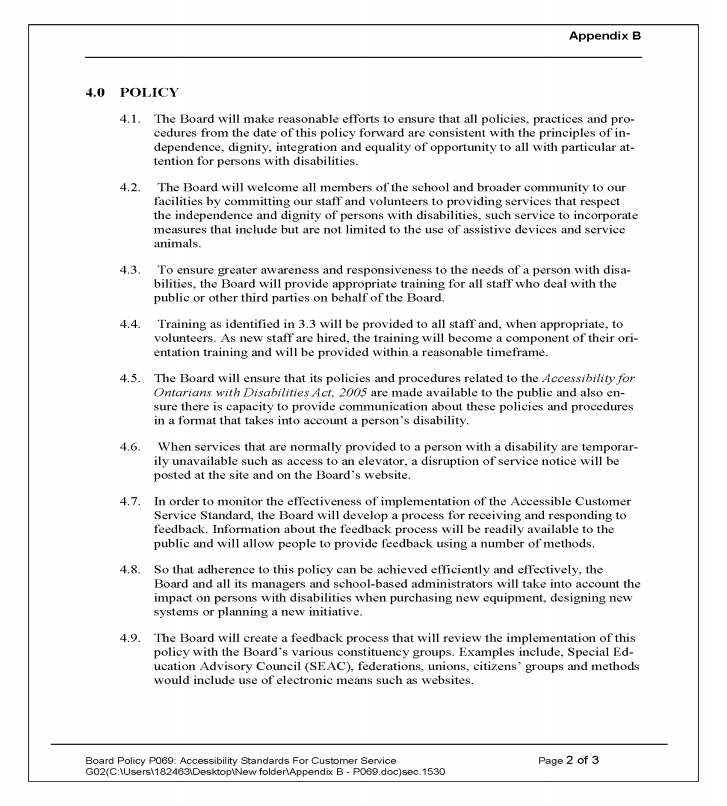 Appendix B
4.0 POLICY
4.1. The Board will make reasonable efforts to ensure that all policies, practices and pro-
cedures from the date of this policy forward are consistent with the principles of in-
dependence, dignity, integration and equality of opportunity to all with particular at-
tention for persons with disabilities.
4.2. The Board will welcome all members of the school and broader community to our
facilities by committing our staff and volunteers to providing services that respect
the independence and dignity of persons with disabilities, such service to incorporate
measures that include but are not limited to the use of assistive devices and service
animals.
4.3. To ensure greater awareness and responsiveness to the needs of a person with disa-
bilities, the Board will provide appropriate training for all staff who deal with the
public or other third parties on behalf of the Board.
4.4. Training as identified in 3.3 will be provided to all staff and, when appropriate, to
volunteers. As new staff are hired, the training will become a component of their ori-
entation training and will be provided within a reasonable timeframe.
4.5. The Board will ensure that its policies and procedures related to the Accessibility for
Ontarians with Disabilities Act, 2005 are made available to the public and also en-
sure there is capacity to provide communication about these policies and procedures
in a format that takes into account a person's disability.
4.6. When services that are normally provided to a person with a disability are temporar-
ily unavailable such as access to an elevator, a disruption of service notice will be
posted at the site and on the Board's website.
4.7. In order to monitor the effectiveness of implementation of the Accessible Customer
Service Standard, the Board will develop a process for receiving and responding to
feedback. Information about the feedback process will be readily available to the
public and will allow people to provide feedback using a number of methods.
4.8. So that adherence to this policy can be achieved efficiently and effectively, the
Board and all its managers and school-based administrators will take into account the
impact on persons with disabilities when purchasing new equipment, designing new
systems or planning a new initiative.
4.9. The Board will create a feedback process that will review the implementation of this
policy with the Board's various constituency groups. Examples include, Special Ed-
ucation Advisory Council (SEAC), federations, unions, citizens' groups and methods
would include use of electronic means such as websites.
Board Policy P069: Accessibility Standards For Customer Service Page 2 of 3
G02(C:\Users\182463\Desktop\New folder\Appendix B - P069.doc)sec.1530